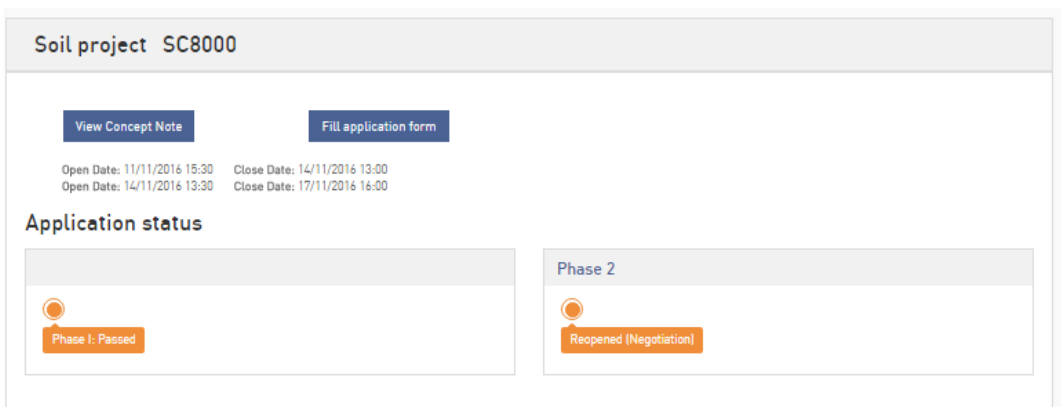 Soil project SC8000
View Concept Note Fill application form
Open Date: 11/11/2016 15:30 Close Date: 14/11/2016 13:00
Open Date: 14/11/2016 13:30 Close Date: 17/11/2016 16:00
Application status
Phase 2
Phase I: Passed
Reopened (Negotiation)